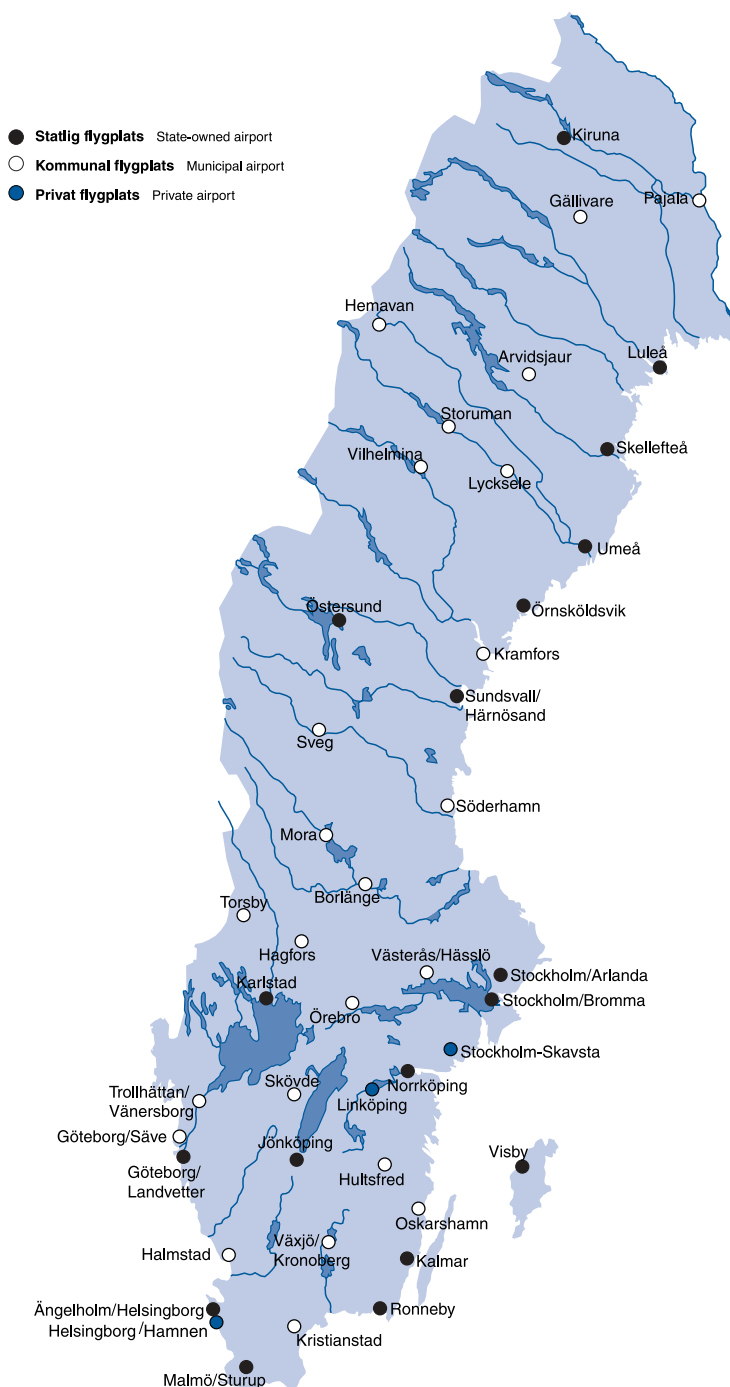 Statlig flygplats State-owned airport
Kommunal flygplats Municipal airport
Privat flygplats Private airport
Kiruna
Gällivare
Pajala
Hemavan
Arvidsjaur
Luleå
Storuman
Skellefteå
Vilhelmina
Lycksele
Umeå
Östersund
Örnsköldsvik
Kramfors
Sundsvall/
Härnösand
Sveg
Söderhamn
Mora
Borlänge
Torsby
Hagfors
Västerås/Hässlö
Stockholm/Arlanda
Karlstad
Stockholm/Bromma
Örebro
Stockholm-Skavsta
Norrköping
Skövde
Linköping
Trollhättan/
Vänersborg
Göteborg/Säve
Jönköping
Visby
Göteborg/
Landvetter
Hultsfred
Oskarshamn
Halmstad
Växjö/
Kronoberg
Kalmar
Ängelholm/Helsingborg
Ronneby
Helsingborg/Hamnen
Kristianstad
Malmö/Sturup